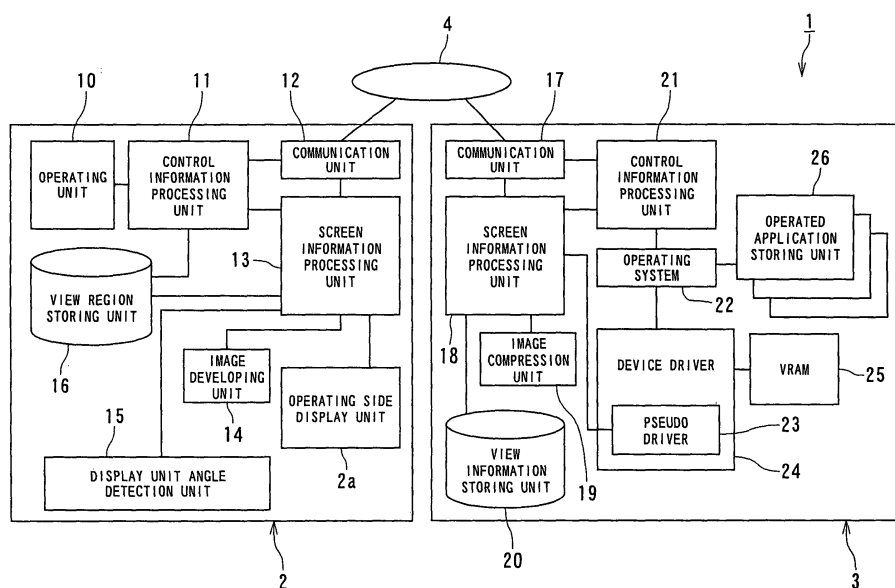 1
4
10
11
12
17
21
26
OPERATING
UNIT
CONTROL
INFORMATION
PROCESSING
UNIT
COMMUNICATION
UNIT
COMMUNICATION
UNIT
CONTROL
INFORMATION
PROCESSING
UNIT
OPERATED
APPLICATION
STORING UNIT
13
SCREEN
INFORMATION
PROCESSING
UNIT
SCREEN
INFORMATION
PROCESSING
UNIT
OPERATING
SYSTEM
22
VIEW REGION
STORING UNIT
16
IMAGE
DEVELOPING
UNIT
14
OPERATING SIDE
DISPLAY UNIT
2a
18
IMAGE
COMPRESSION
UNIT
19
DEVICE DRIVER
VRAM
25
PSEUDO
DRIVER
23
24
15
DISPLAY UNIT ANGLE
DETECTION UNIT
VIEW
INFORMATION
STORING UNIT
20
2
3